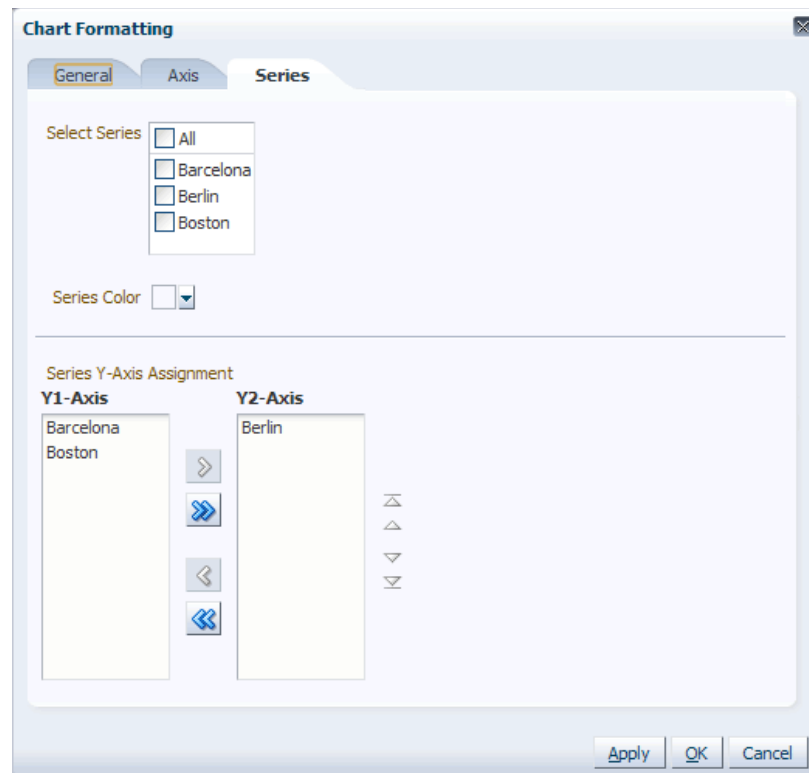 Chart Formatting
General Axis Series
Select Series
All
Barcelona
Berlin
Boston
Series Color
Series Y-Axis Assignment
Y1-Axis Y2-Axis
Barcelona Berlin
Boston
Apply OK Cancel